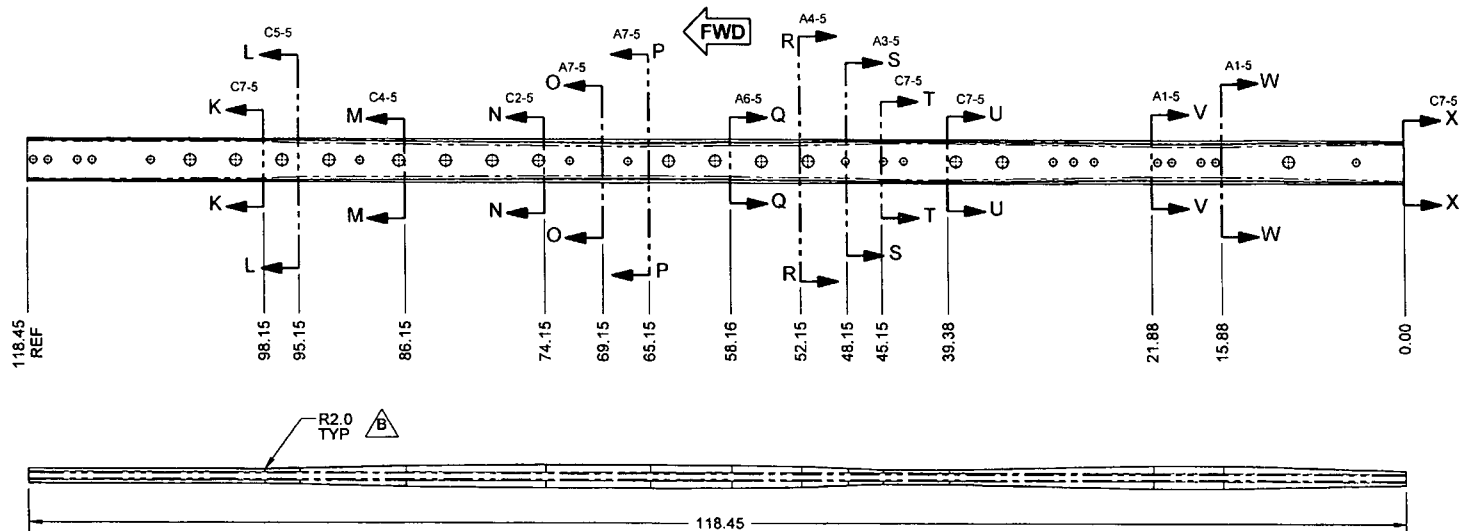 FWD
A4-5
R
C5-5
L
A7-5
P
A3-5
S
A7-5
O
A1-5
W
C7-5
K
C4-5
M
C2-5
N
A6-5
Q
C7-5
T
C7-5
U
A1-5
V
C7-5
X
K
M
N
Q
U
V
X
L
O
P
R
S
T
W
118.45
REF
98.15
95.15
86.15
74.15
69.15
65.15
58.16
52.15
48.15
45.15
39.38
21.88
15.88
0.00
R2.0
TYP
B
118.45